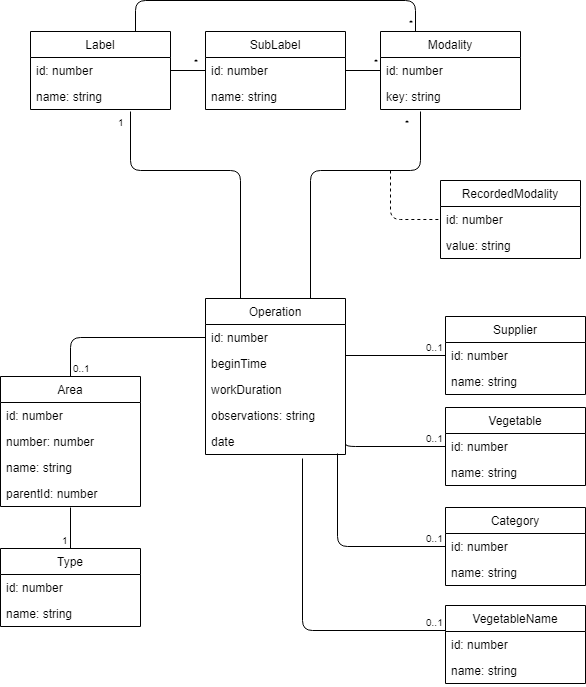 *
Label
id: number
name: string
*
SubLabel
id: number
name: string
*
Modality
id: number
key: string
1
*
RecordedModality
id: number
value: string
Operation
id: number
beginTime
workDuration
observations: string
date
0..1
Area
id: number
number: number
name: string
parentId: number
1
Type
id: number
name: string
0..1
Supplier
id: number
name: string
0..1
Vegetable
id: number
name: string
0..1
Category
id: number
name: string
0..1
VegetableName
id: number
name: string